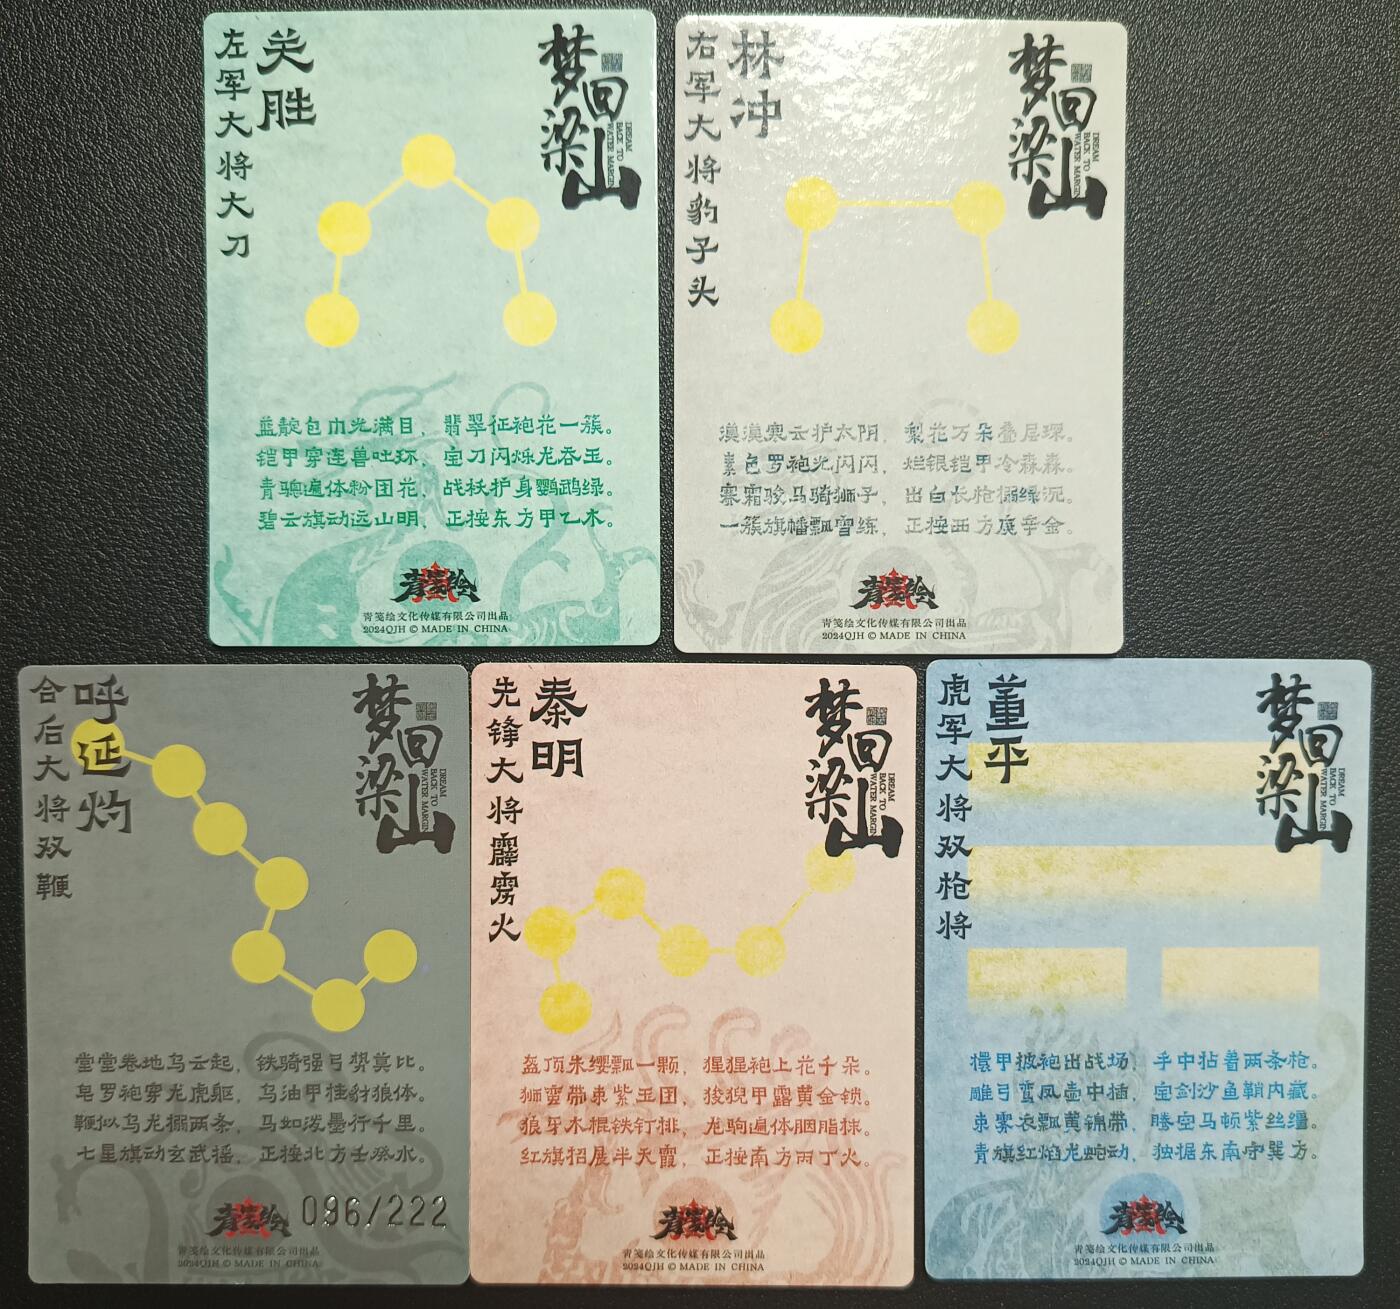 关胜
左军大将大刀
梦回梁山
DREAM
BACK TO
WATER MARGIN
蓝靛包巾光满目，翡翠征袍花一簇。
铠甲穿连兽吐环，宝刀闪烁龙吞玉。
青骢遍体粉团花，战袄护身鹦鹉绿。
碧云旗动远山明，正按东方甲乙木。
青笺绘
青笺绘文化传媒有限公司出品
2024QJH © MADE IN CHINA
林冲
右军大将豹子头
梦回梁山
DREAM
BACK TO
WATER MARGIN
漠漠寒云护太阴，梨花万朵叠层琛。
素色罗袍光闪闪，烂银铠甲冷森森。
赛霜骏马骑狮子，出白长枪搠绿沉。
一簇旗幡飘雪练，正按西方庚辛金。
青笺绘
青笺绘文化传媒有限公司出品
2024QJH © MADE IN CHINA
呼延灼
合后大将双鞭
梦回梁山
DREAM
BACK TO
WATER MARGIN
堂堂卷地乌云起，铁骑强弓势莫比。
皂罗袍穿龙虎躯，乌油甲挂豺狼体。
鞭似乌龙搦两条，马如泼墨行千里。
七星旗动玄武摇，正按北方壬癸水。
青笺绘
096/222
青笺绘文化传媒有限公司出品
2024QJH © MADE IN CHINA
秦明
先锋大将霹雳火
梦回梁山
DREAM
BACK TO
WATER MARGIN
盔顶朱缨飘一颗，猩猩袍上花千朵。
狮蛮带束紫玉团，狻猊甲露黄金锁。
狼牙木棍铁钉排，龙驹遍体胭脂抹。
红旗招展半天霞，正按南方丙丁火。
青笺绘
青笺绘文化传媒有限公司出品
2024QJH © MADE IN CHINA
董平
虎军大将双枪将
梦回梁山
DREAM
BACK TO
WATER MARGIN
擐甲披袍出战场，手中拈着两条枪。
雕弓鸾凤壶中插，宝剑沙鱼鞘内藏。
束雾衣飘黄锦带，腾空马顿紫丝缰。
青旗红焰龙蛇动，独据东南守巽方。
青笺绘
青笺绘文化传媒有限公司出品
2024QJH © MADE IN CHINA